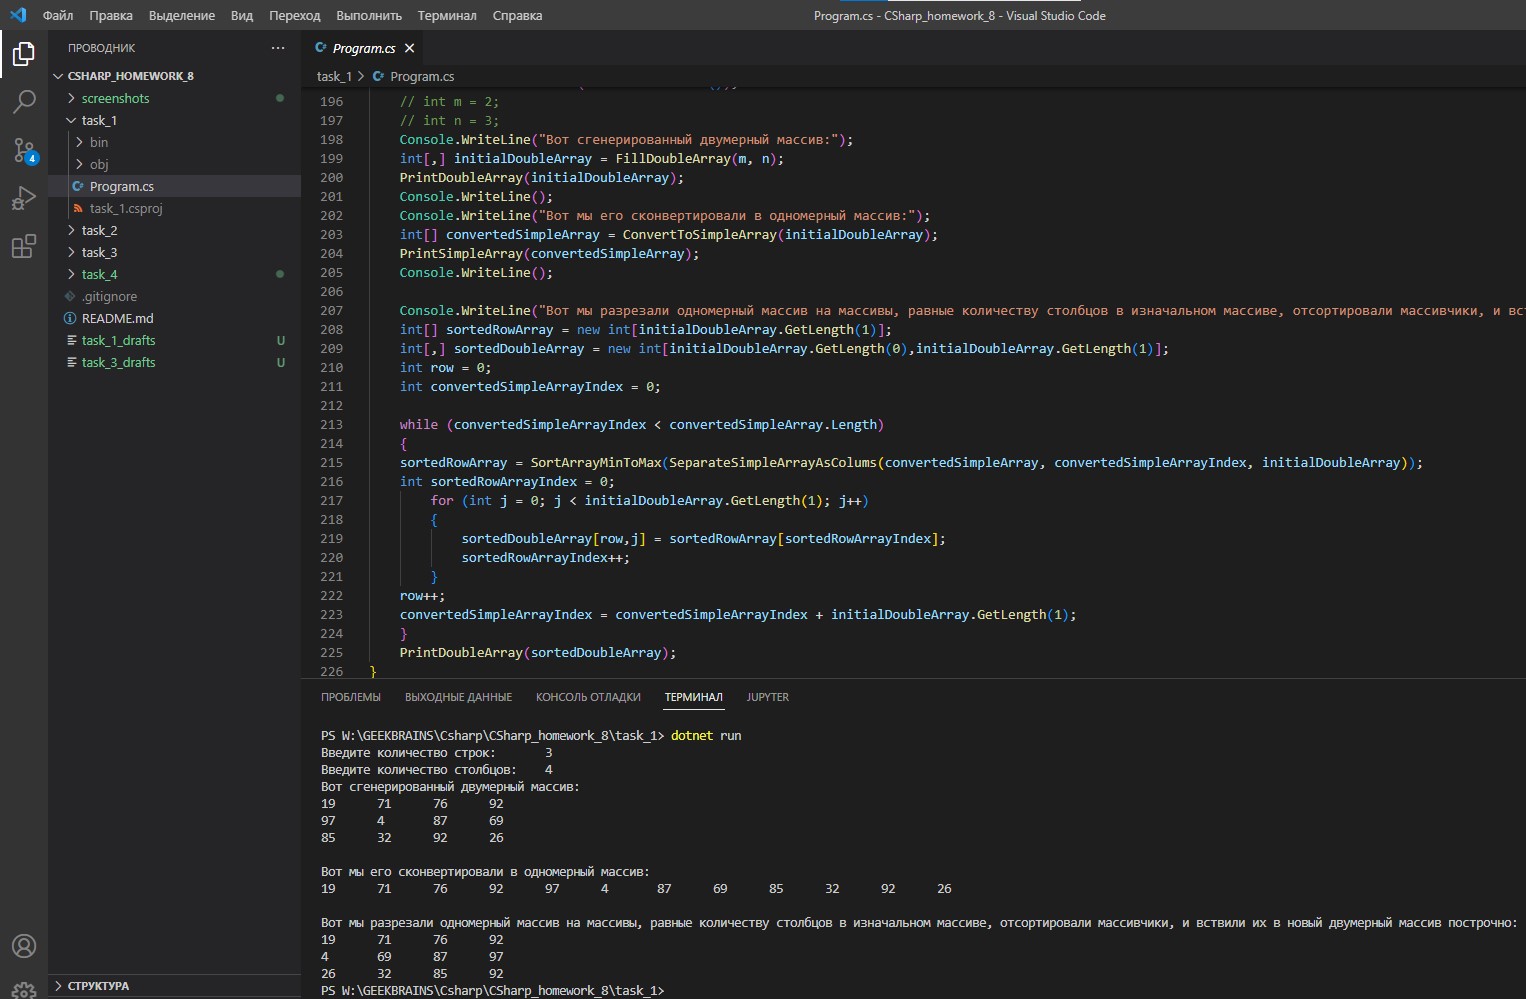 Файл Правка Выделение Вид Переход Выполнить Терминал Справка
Program.cs - CSharp_homework_8 - Visual Studio Code
ПРОВОДНИК ···
CSHARP_HOMEWORK_8
screenshots
task_1
bin
obj
Program.cs
task_1.csproj
task_2
task_3
task_4
.gitignore
README.md
task_1_drafts U
task_3_drafts U
4
СТРУКТУРА
C# Program.cs
task_1 > C# Program.cs
196 // int m = 2;
197 // int n = 3;
198 Console.WriteLine("Вот сгенерированный двумерный массив:");
199 int[,] initialDoubleArray = FillDoubleArray(m, n);
200 PrintDoubleArray(initialDoubleArray);
201 Console.WriteLine();
202 Console.WriteLine("Вот мы его сконвертировали в одномерный массив:");
203 int[] convertedSimpleArray = ConvertToSimpleArray(initialDoubleArray);
204 PrintSimpleArray(convertedSimpleArray);
205 Console.WriteLine();
206
207 Console.WriteLine("Вот мы разрезали одномерный массив на массивы, равные количеству столбцов в изначальном массиве, отсортировали массивчики, и вст
208 int[] sortedRowArray = new int[initialDoubleArray.GetLength(1)];
209 int[,] sortedDoubleArray = new int[initialDoubleArray.GetLength(0),initialDoubleArray.GetLength(1)];
210 int row = 0;
211 int convertedSimpleArrayIndex = 0;
212
213 while (convertedSimpleArrayIndex < convertedSimpleArray.Length)
214 {
215 sortedRowArray = SortArrayMinToMax(SeparateSimpleArrayAsColums(convertedSimpleArray, convertedSimpleArrayIndex, initialDoubleArray));
216 int sortedRowArrayIndex = 0;
217 for (int j = 0; j < initialDoubleArray.GetLength(1); j++)
218 {
219 sortedDoubleArray[row,j] = sortedRowArray[sortedRowArrayIndex];
220 sortedRowArrayIndex++;
221 }
222 row++;
223 convertedSimpleArrayIndex = convertedSimpleArrayIndex + initialDoubleArray.GetLength(1);
224 }
225 PrintDoubleArray(sortedDoubleArray);
226 }
ПРОБЛЕМЫ ВЫХОДНЫЕ ДАННЫЕ КОНСОЛЬ ОТЛАДКИ ТЕРМИНАЛ JUPYTER
PS W:\GEEKBRAINS\Csharp\CSharp_homework_8\task_1> dotnet run
Введите количество строк: 3
Введите количество столбцов: 4
Вот сгенерированный двумерный массив:
19 71 76 92
97 4 87 69
85 32 92 26
Вот мы его сконвертировали в одномерный массив:
19 71 76 92 97 4 87 69 85 32 92 26
Вот мы разрезали одномерный массив на массивы, равные количеству столбцов в изначальном массиве, отсортировали массивчики, и вствили их в новый двумерный массив построчно:
19 71 76 92
4 69 87 97
26 32 85 92
PS W:\GEEKBRAINS\Csharp\CSharp_homework_8\task_1>